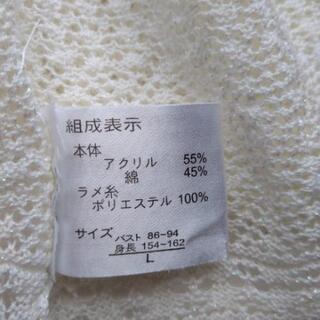 組成表示
本体
アクリル 55%
綿 45%
ラメ糸
ポリエステル 100%
サイズ バスト 86-94
身長 154-162
L